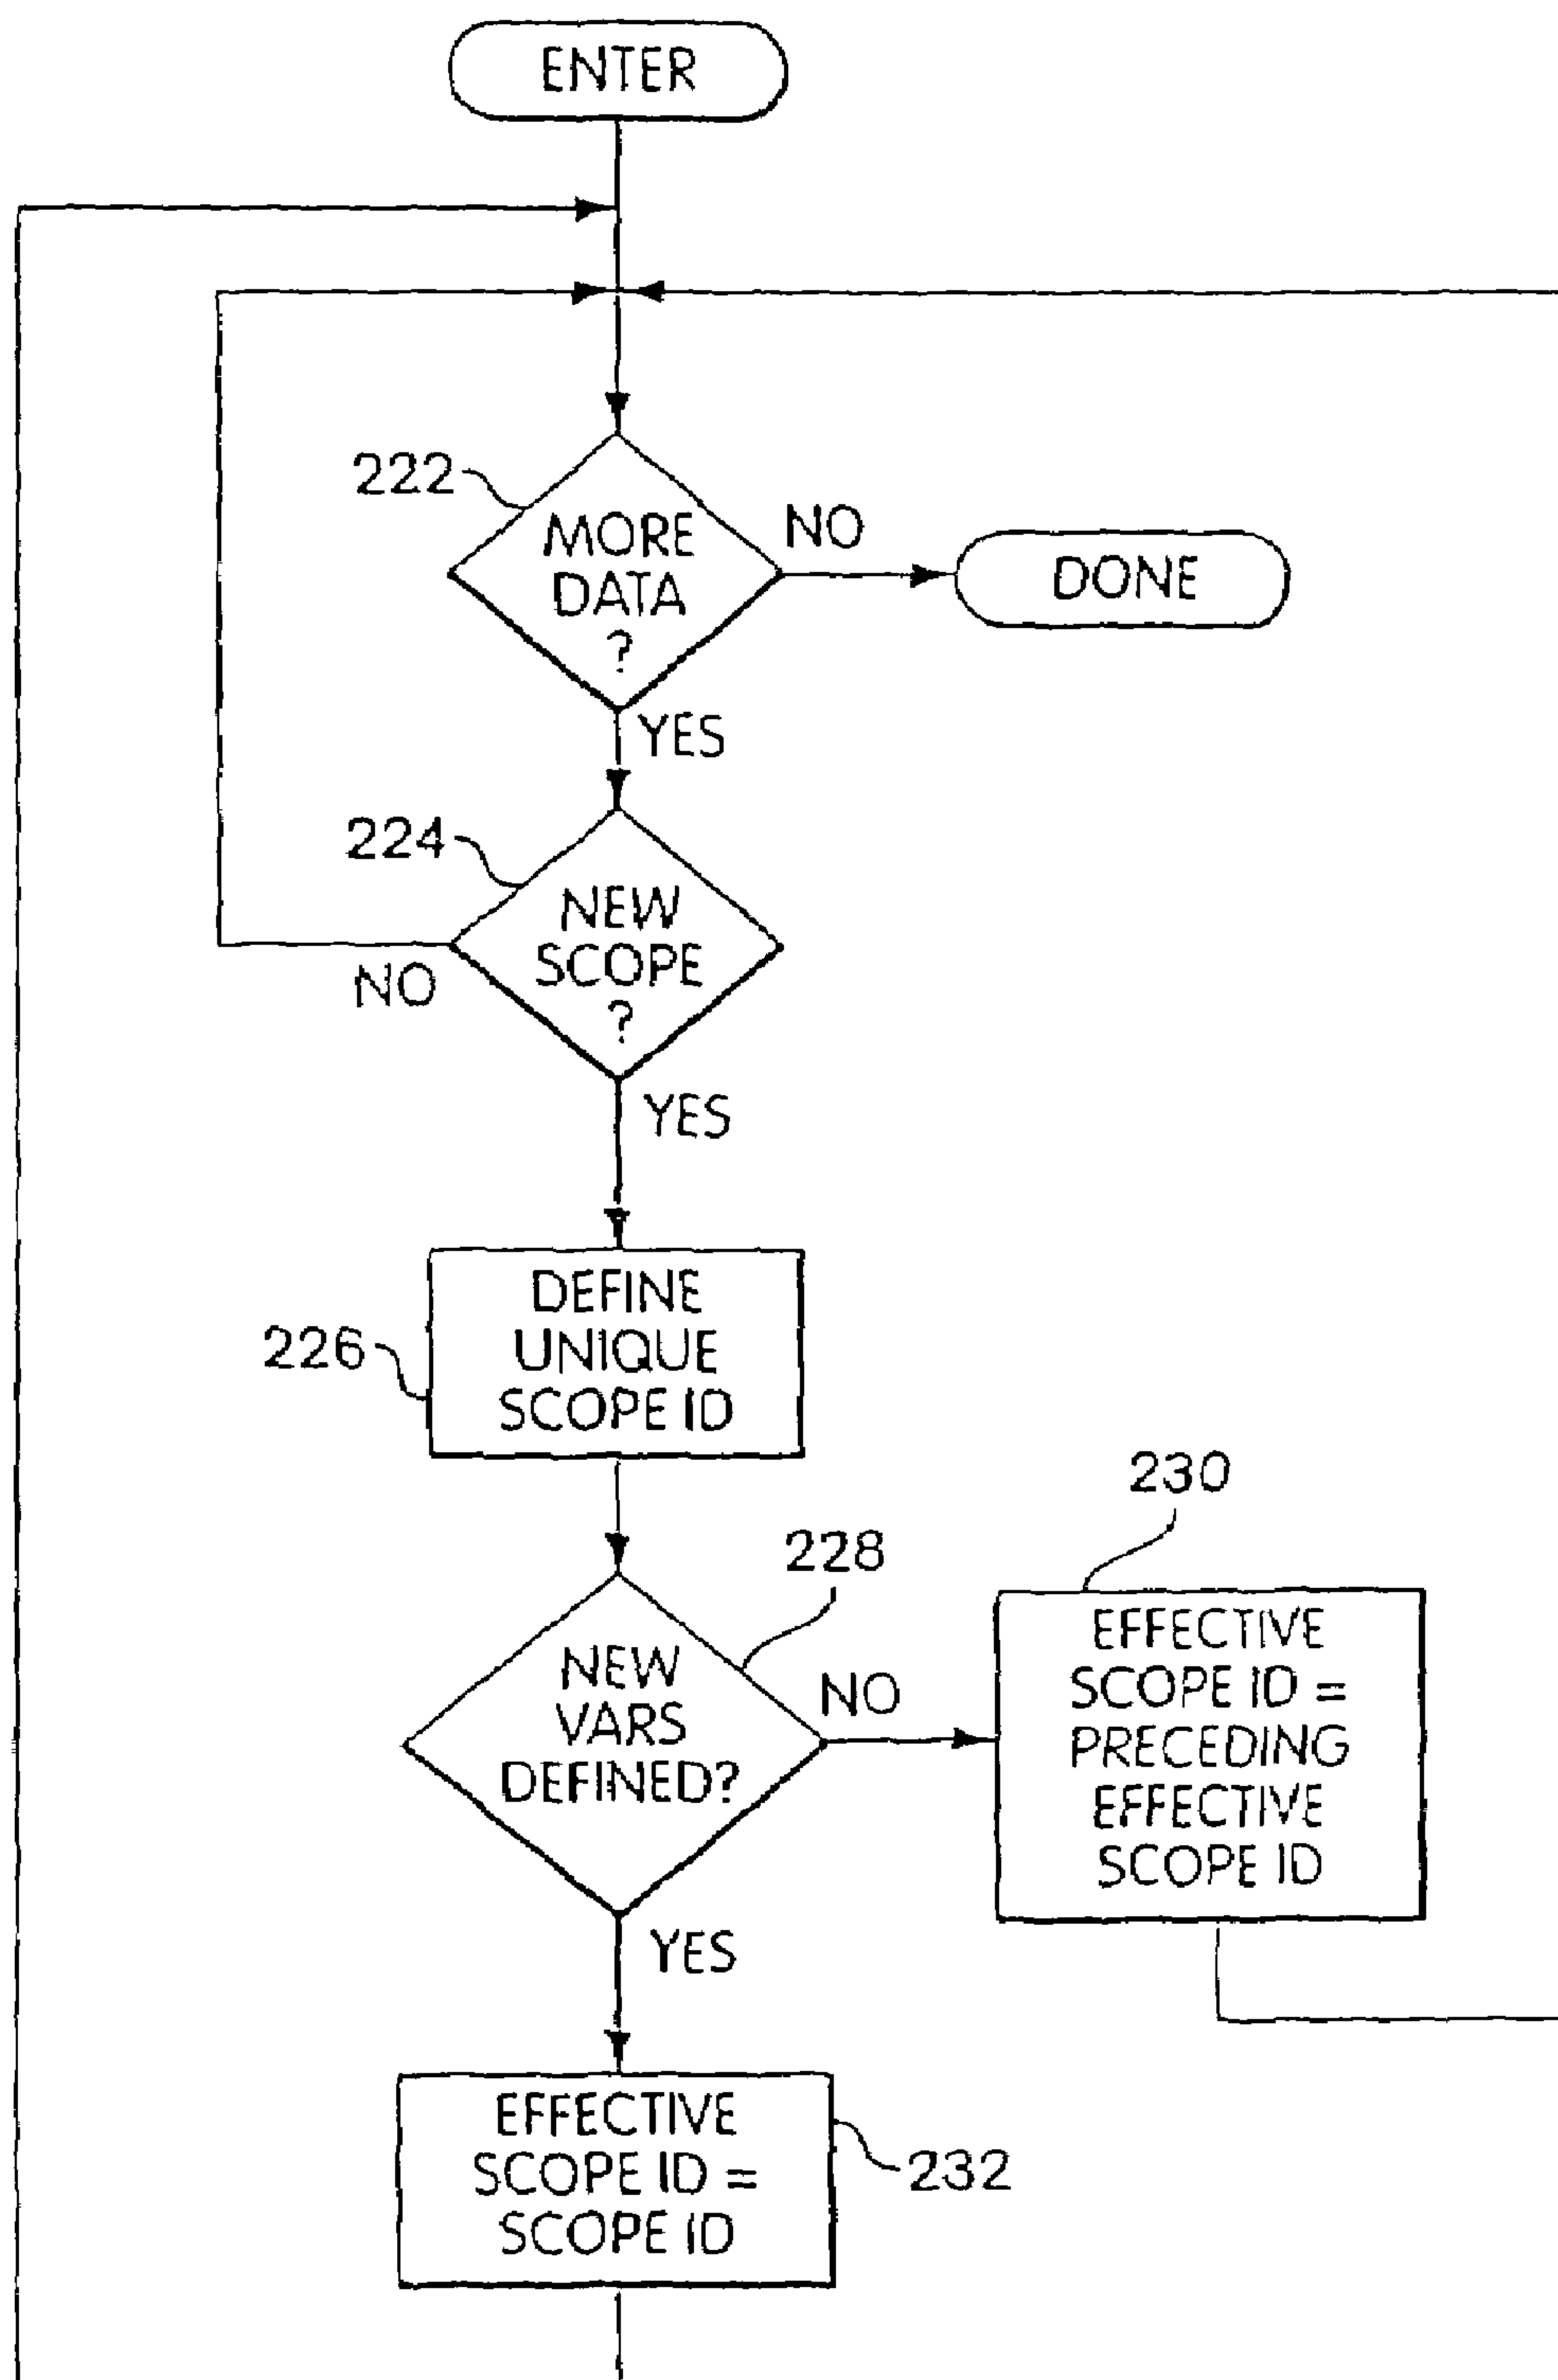 ENTER
222
MORE
DATA
?
NO
DONE
YES
224
NEW
SCOPE
?
NO
YES
226
DEFINE
UNIQUE
SCOPE ID
228
NEW
VARS
DEFINED?
NO
230
EFFECTIVE
SCOPE ID =
PRECEDING
EFFECTIVE
SCOPE ID
YES
EFFECTIVE
SCOPE ID =
SCOPE ID
232